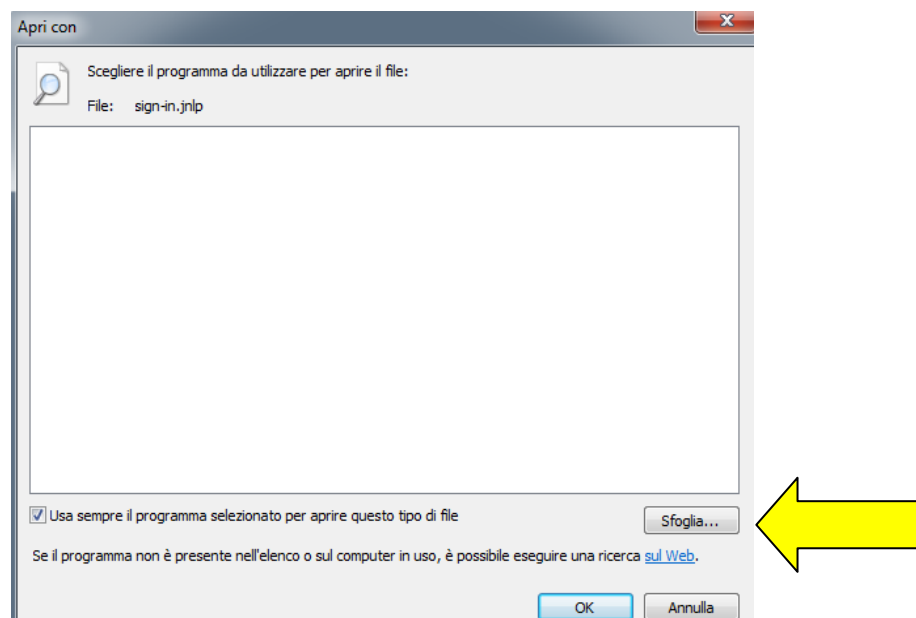 Apri con
Scegliere il programma da utilizzare per aprire il file:
File: sign-in.jnlp
Usa sempre il programma selezionato per aprire questo tipo di file
Sfoglia...
Se il programma non è presente nell'elenco o sul computer in uso, è possibile eseguire una ricerca sul Web.
OK Annulla